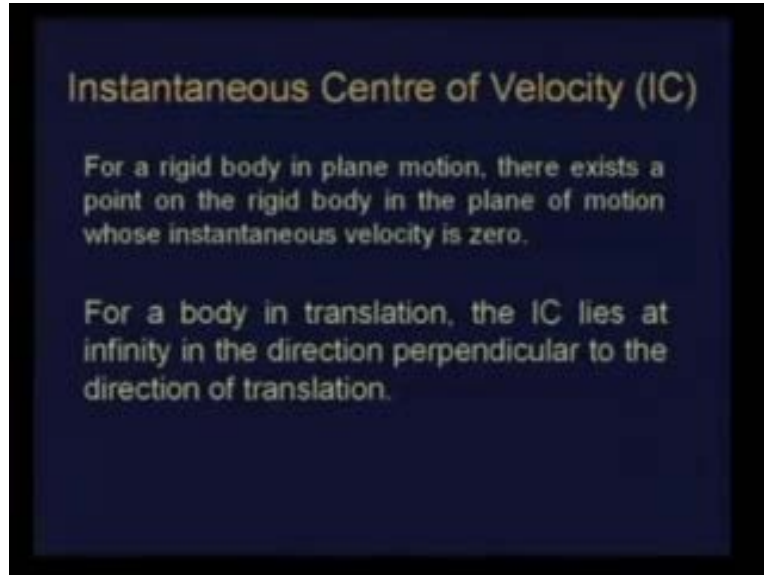 Instantaneous Centre of Velocity (IC)
For a rigid body in plane motion, there exists a
point on the rigid body in the plane of motion
whose instantaneous velocity is zero.
For a body in translation, the IC lies at
infinity in the direction perpendicular to the
direction of translation.